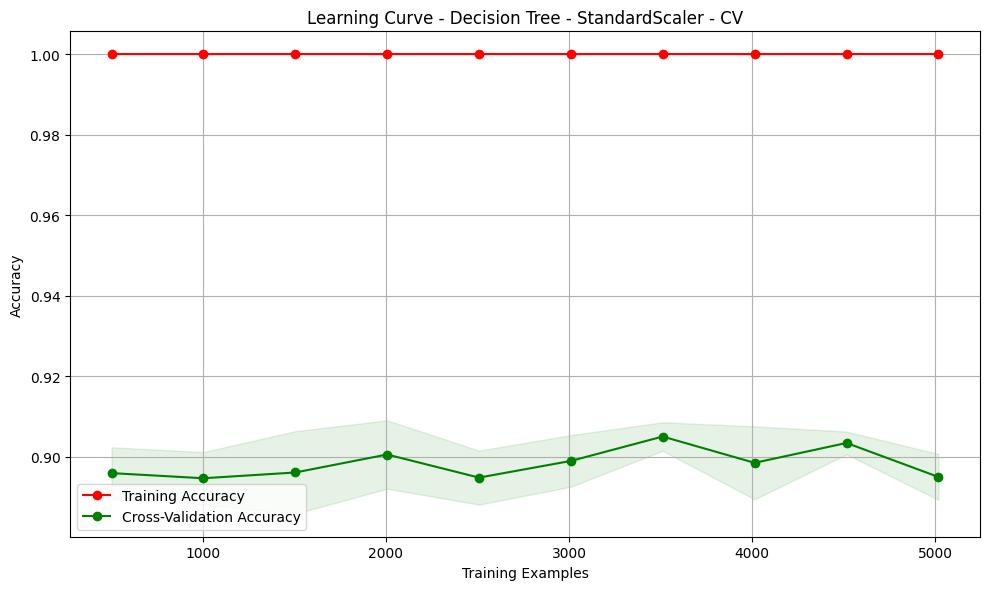 Learning Curve - Decision Tree - StandardScaler - CV
1.00
0.98
0.96
0.94
0.92
0.90
Accuracy
Training Accuracy
Cross-Validation Accuracy
1000 2000 3000 4000 5000
Training Examples